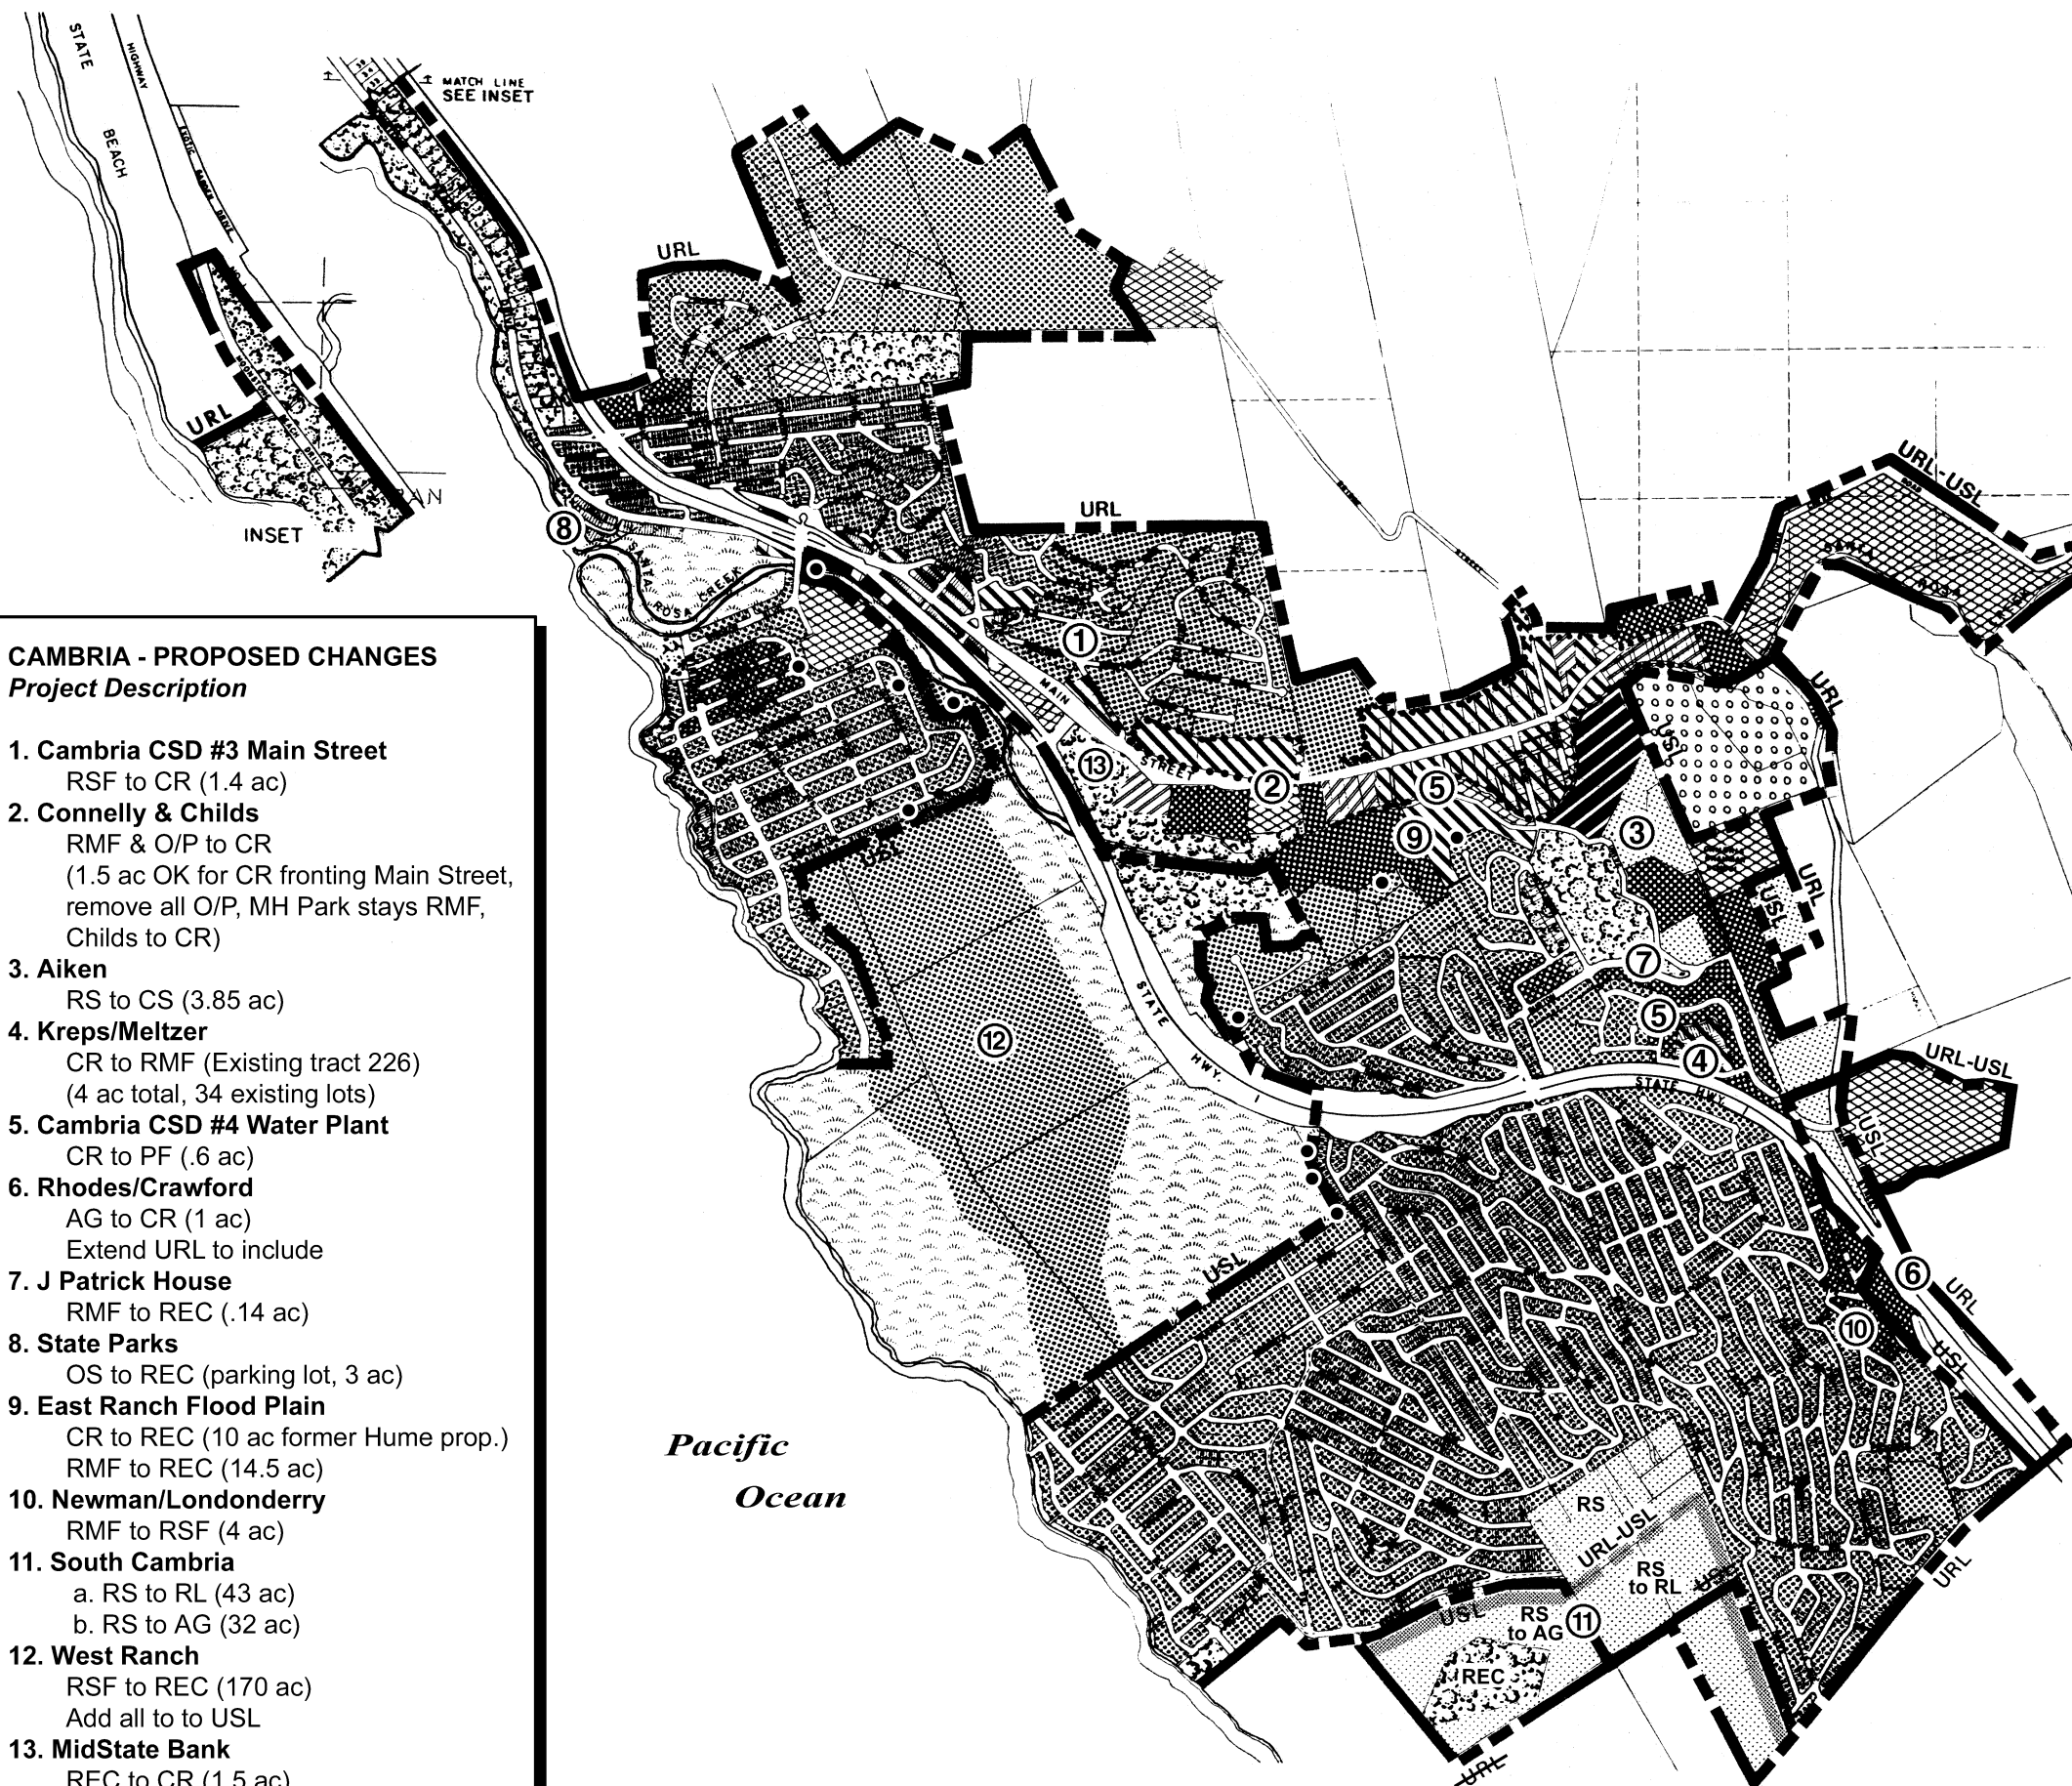 STATE
BEACH
HIGHWAY
MATCH LINE
SEE INSET
URL
INSET
URL
URL
URL-USL
CAMBRIA - PROPOSED CHANGES
Project Description
1. Cambria CSD #3 Main Street
RSF to CR (1.4 ac)
2. Connelly & Childs
RMF & O/P to CR
(1.5 ac OK for CR fronting Main Street,
remove all O/P, MH Park stays RMF,
Childs to CR)
3. Aiken
RS to CS (3.85 ac)
4. Kreps/Meltzer
CR to RMF (Existing tract 226)
(4 ac total, 34 existing lots)
5. Cambria CSD #4 Water Plant
CR to PF (.6 ac)
6. Rhodes/Crawford
AG to CR (1 ac)
Extend URL to include
7. J Patrick House
RMF to REC (.14 ac)
8. State Parks
OS to REC (parking lot, 3 ac)
9. East Ranch Flood Plain
CR to REC (10 ac former Hume prop.)
RMF to REC (14.5 ac)
10. Newman/Londonderry
RMF to RSF (4 ac)
11. South Cambria
a. RS to RL (43 ac)
b. RS to AG (32 ac)
12. West Ranch
RSF to REC (170 ac)
Add all to to USL
13. MidState Bank
REC to CR (1.5 ac)
8
SANTA ROSA CREEK
SANTA ROSA
1
MAIN
STREET
13
2
5
9
3
USL
URL
URL
USL
USL
7
5
4
12
STATE
HWY.
1
STATE HWY. 1
URL-USL
USL
USL
6
URL
10
USL
Pacific
Ocean
RS
URL-USL
RS
to RL
USL
USL
RS
to AG
11
REC
URL
URL